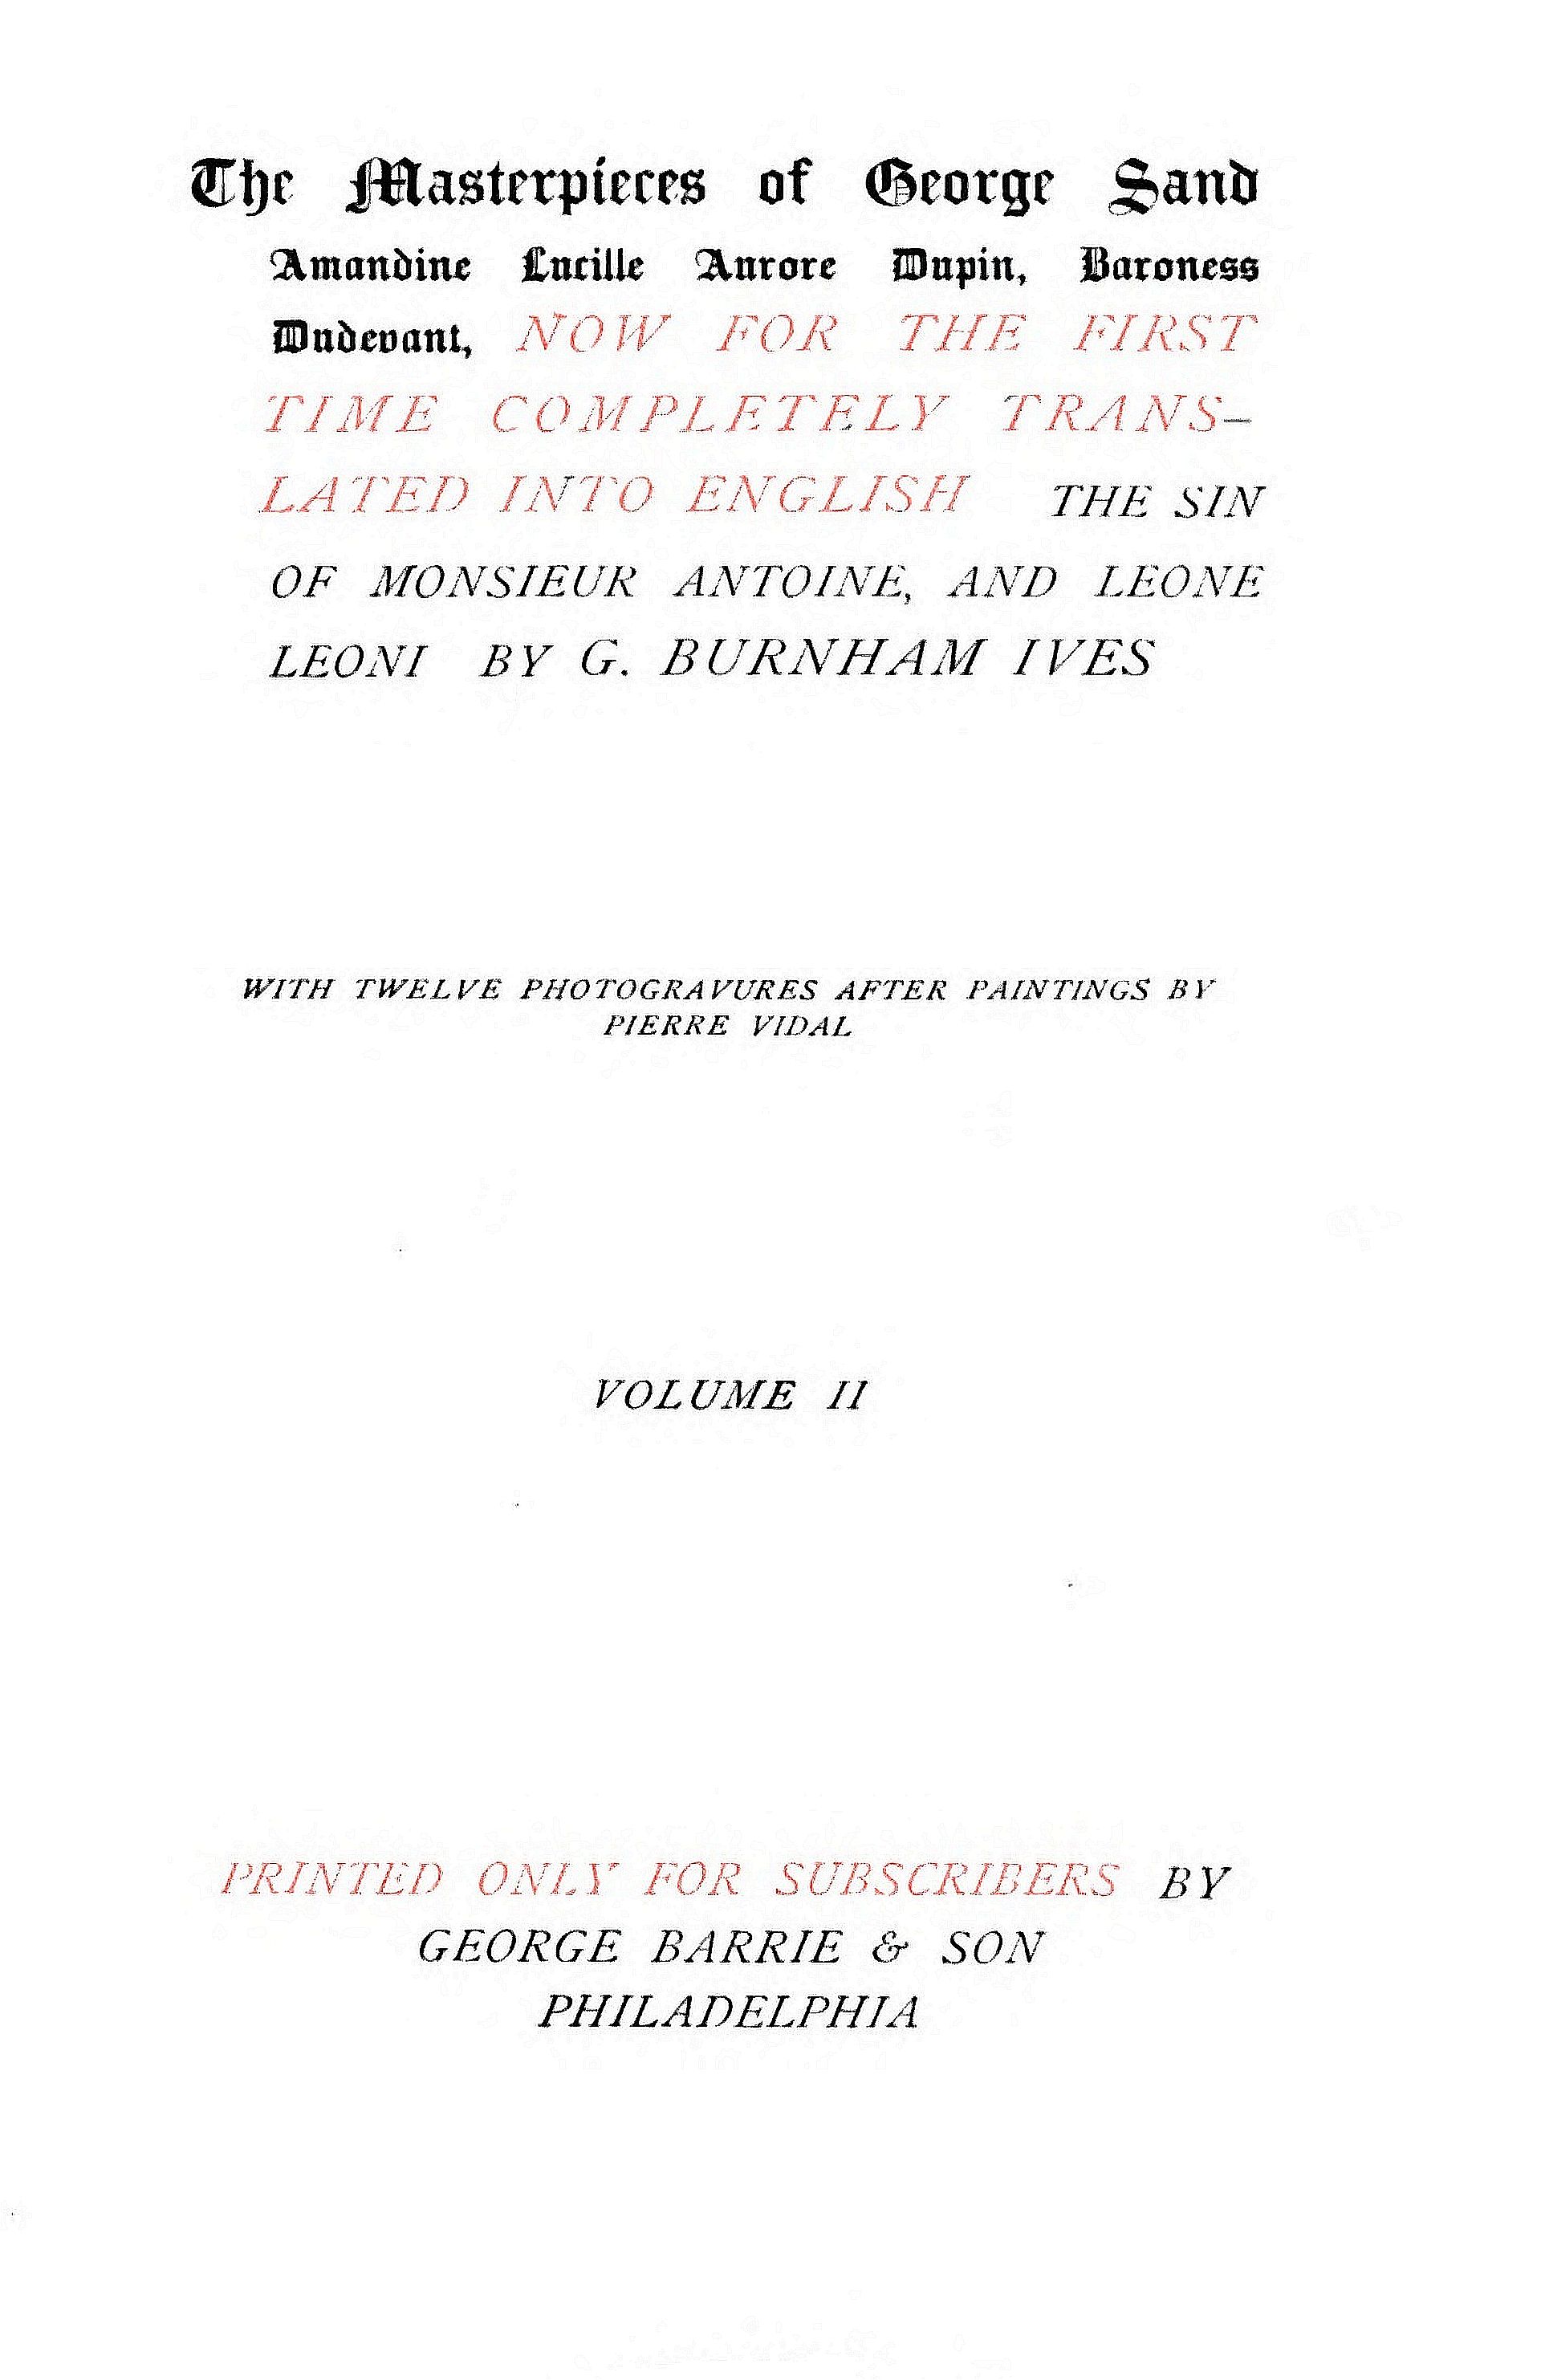 The Masterpieces of George Sand
Amandine Lucille Aurore Dupin, Baroness
Dudevant, NOW FOR THE FIRST
TIME COMPLETELY TRANS-
LATED INTO ENGLISH THE SIN
OF MONSIEUR ANTOINE, AND LEONE
LEONI BY G. BURNHAM IVES
WITH TWELVE PHOTOGRAVURES AFTER PAINTINGS BY
PIERRE VIDAL
VOLUME II
PRINTED ONLY FOR SUBSCRIBERS BY
GEORGE BARRIE & SON
PHILADELPHIA